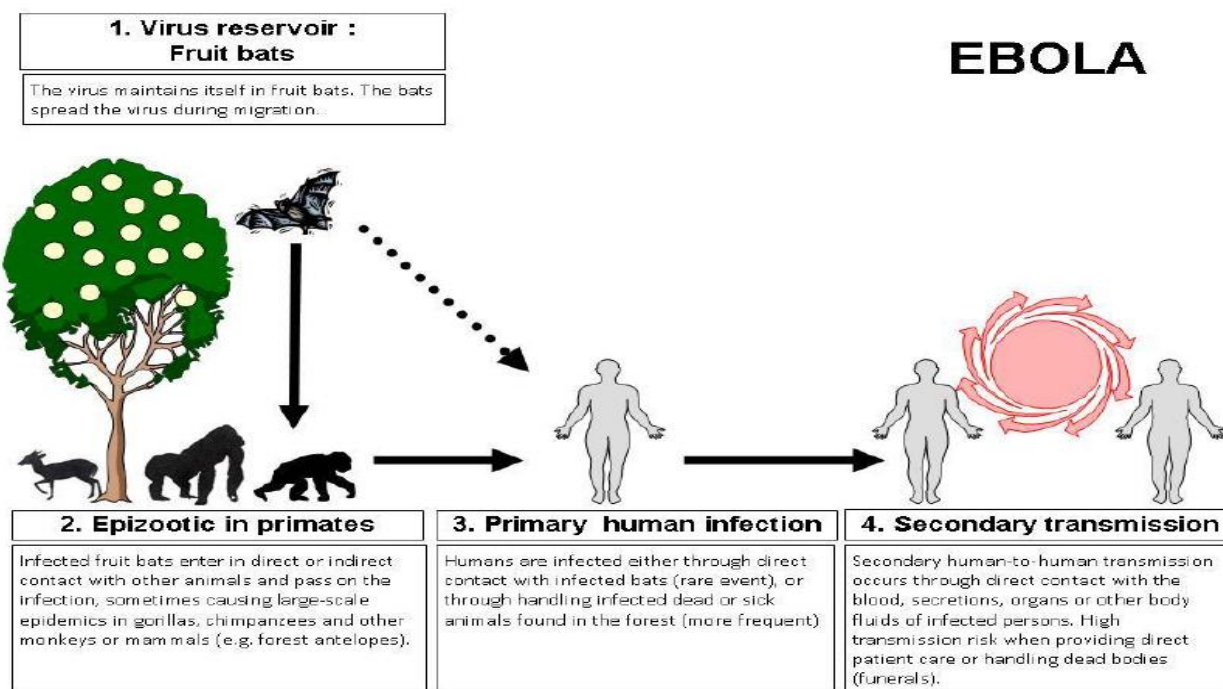 1. Virus reservoir :
Fruit bats
The virus maintains itself in fruit bats. The bats
spread the virus during migration.
EBOLA
2. Epizootic in primates
Infected fruit bats enter in direct or indirect
contact with other animals and pass on the
infection, sometimes causing large-scale
epidemics in gorillas, chimpanzees and other
monkeys or mammals (e.g. forest antelopes).
3. Primary human infection
Humans are infected either through direct
contact with infected bats (rare event), or
through handling infected dead or sick
animals found in the forest (more frequent)
4. Secondary transmission
Secondary human-to-human transmission
occurs through direct contact with the
blood, secretions, organs or other body
fluids of infected persons. High
transmission risk when providing direct
patient care or handling dead bodies
(funerals).